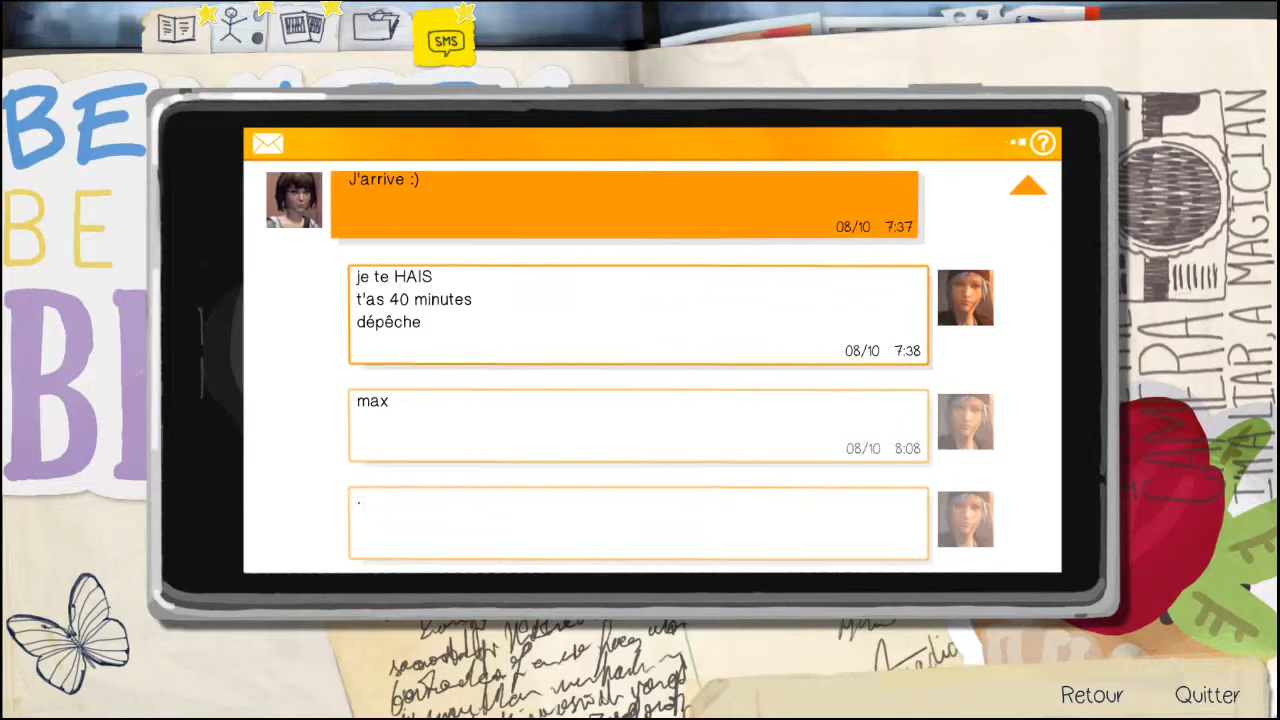 SMS
BE
BE
J'arrive :)
08/10 7:37
je te HAIS
t'as 40 minutes
dépêche
08/10 7:38
max
08/10 8:08
.
I'M A LIAR, A MAGICIAN
CAMERA
Retour Quitter